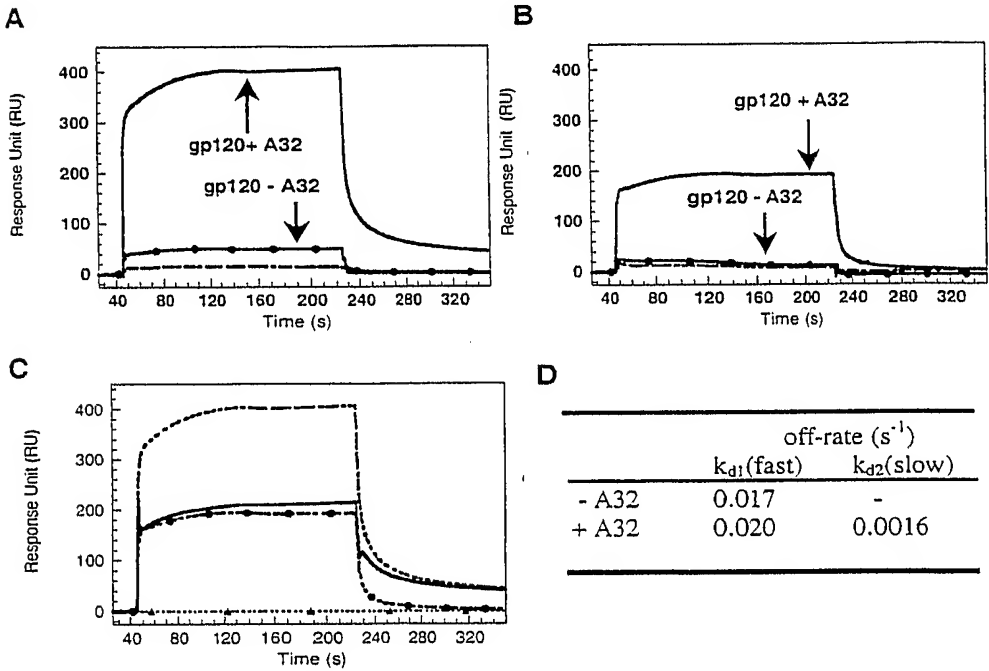 A
Response Unit (RU)
400
300
200
100
0
gp120+ A32
gp120 - A32
40 80 120 160 200 240 280 320
Time (s)
B
Response Unit (RU)
400
300
200
100
0
gp120 + A32
gp120 - A32
40 80 120 160 200 240 280 320
Time (s)
C
Response Unit (RU)
400
300
200
100
0
40 80 120 160 200 240 280 320
Time (s)
D
off-rate (s⁻¹)
k_d1(fast) k_d2(slow)
- A32 0.017 -
+ A32 0.020 0.0016